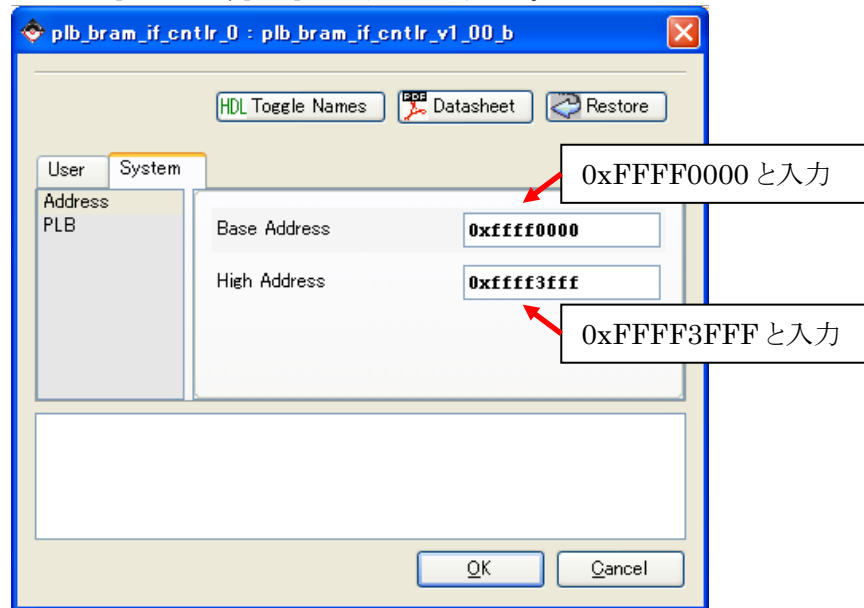 plb_bram_if_cntlr_0 : plb_bram_if_cntlr_v1_00_b
HDL Toggle Names
PDF Datasheet
Restore
User
System
0xFFFF0000 と入力
Address
PLB
Base Address
0xffff0000
High Address
0xffff3fff
0xFFFF3FFF と入力
OK
Cancel